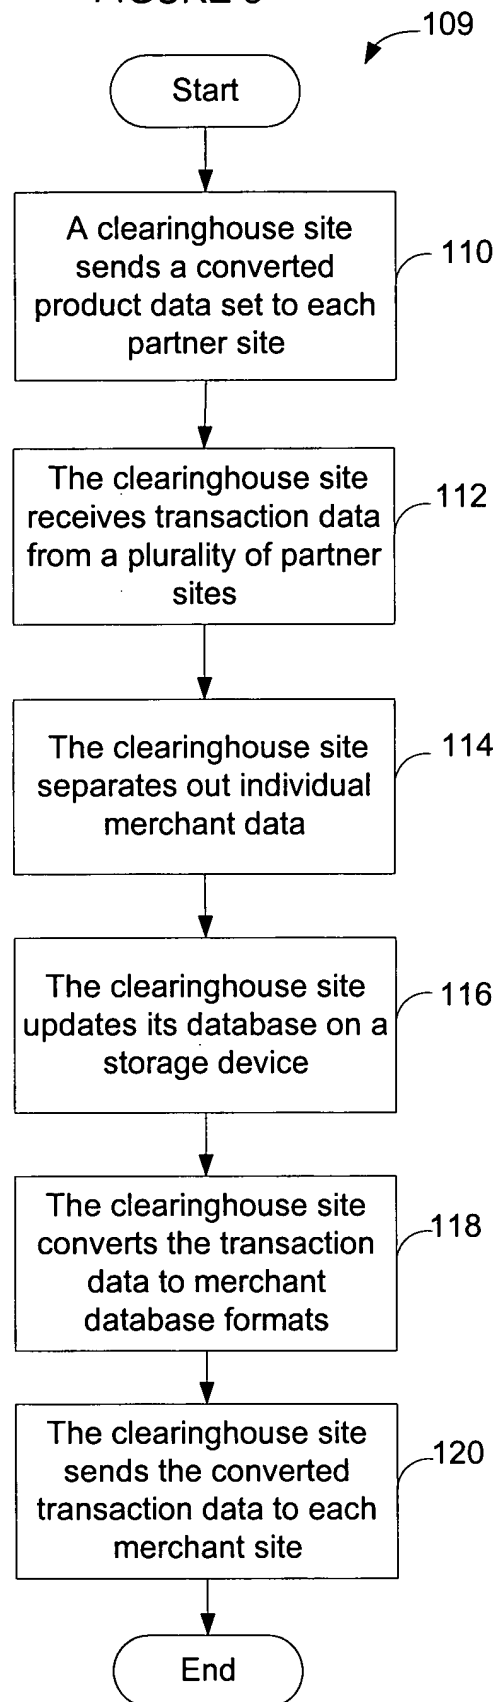 109
Start
A clearinghouse site
sends a converted
product data set to each
partner site
110
The clearinghouse site
receives transaction data
from a plurality of partner
sites
112
The clearinghouse site
separates out individual
merchant data
114
The clearinghouse site
updates its database on a
storage device
116
The clearinghouse site
converts the transaction
data to merchant
database formats
118
The clearinghouse site
sends the converted
transaction data to each
merchant site
120
End